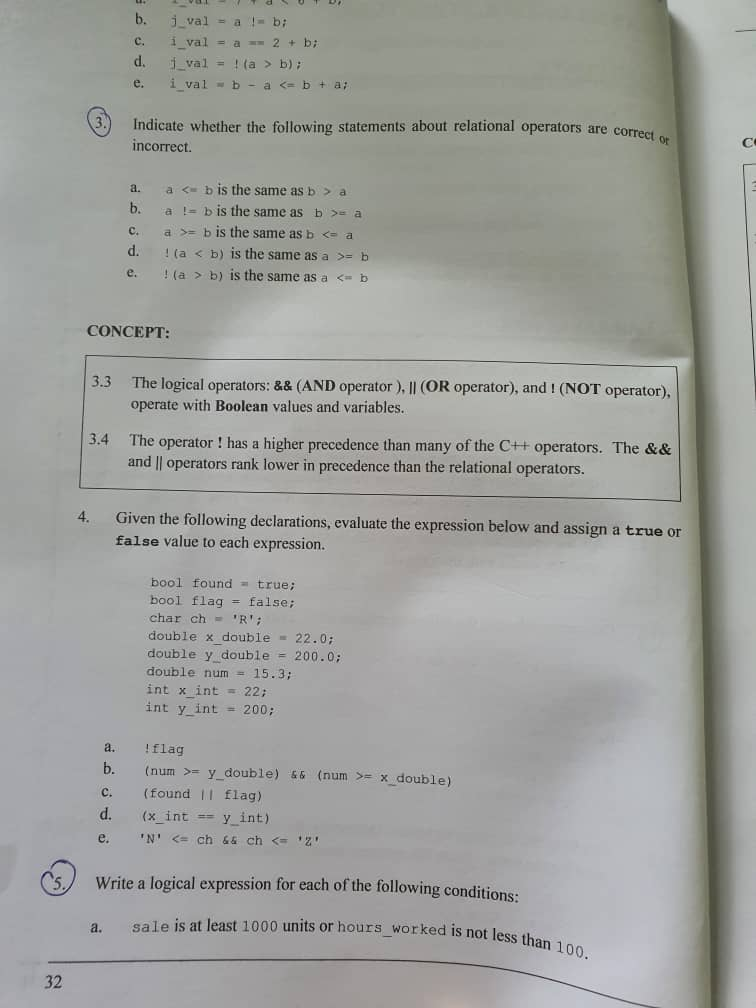 b. j_val = a != b;
c. i_val = a == 2 + b;
d. j_val = !(a > b);
e. i_val = b - a <= b + a;
3. Indicate whether the following statements about relational operators are correct or
incorrect.
a. a <= b is the same as b > a
b. a != b is the same as b >= a
c. a >= b is the same as b <= a
d. !(a < b) is the same as a >= b
e. !(a > b) is the same as a <= b
CONCEPT:
3.3 The logical operators: && (AND operator ), || (OR operator), and ! (NOT operator),
operate with Boolean values and variables.
3.4 The operator ! has a higher precedence than many of the C++ operators. The &&
and || operators rank lower in precedence than the relational operators.
4. Given the following declarations, evaluate the expression below and assign a true or
false value to each expression.
bool found = true;
bool flag = false;
char ch = 'R';
double x_double = 22.0;
double y_double = 200.0;
double num = 15.3;
int x_int = 22;
int y_int = 200;
a. !flag
b. (num >= y_double) && (num >= x_double)
c. (found || flag)
d. (x_int == y_int)
e. 'N' <= ch && ch <= 'Z'
5. Write a logical expression for each of the following conditions:
a. sale is at least 1000 units or hours_worked is not less than 100.
32